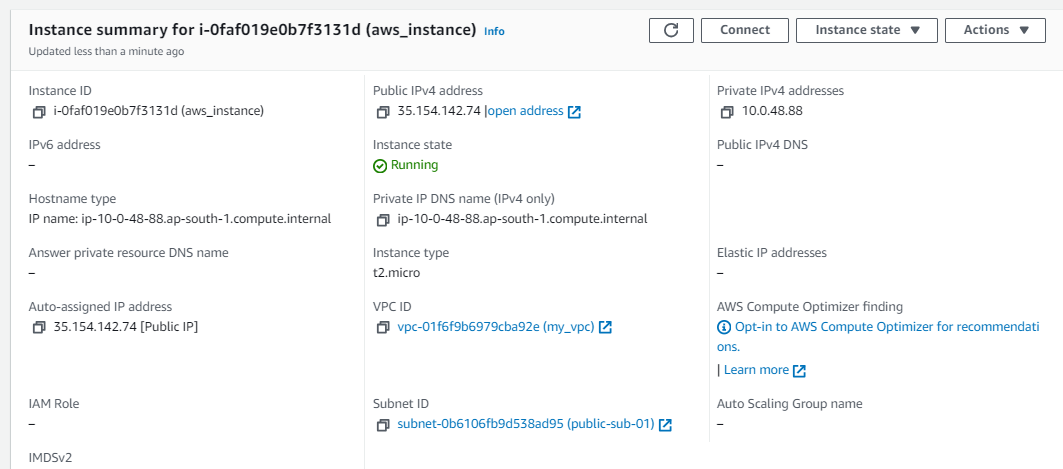 Instance summary for i-0faf019e0b7f3131d (aws_instance) Info
Updated less than a minute ago
Connect
Instance state
Actions
Instance ID
i-0faf019e0b7f3131d (aws_instance)
Public IPv4 address
35.154.142.74 |open address
Private IPv4 addresses
10.0.48.88
IPv6 address
–
Instance state
Running
Public IPv4 DNS
–
Hostname type
IP name: ip-10-0-48-88.ap-south-1.compute.internal
Private IP DNS name (IPv4 only)
ip-10-0-48-88.ap-south-1.compute.internal
Answer private resource DNS name
–
Instance type
t2.micro
Elastic IP addresses
–
Auto-assigned IP address
35.154.142.74 [Public IP]
VPC ID
vpc-01f6f9b6979cba92e (my_vpc)
AWS Compute Optimizer finding
Opt-in to AWS Compute Optimizer for recommendati
ons.
| Learn more
IAM Role
–
Subnet ID
subnet-0b6106fb9d538ad95 (public-sub-01)
Auto Scaling Group name
–
IMDSv2